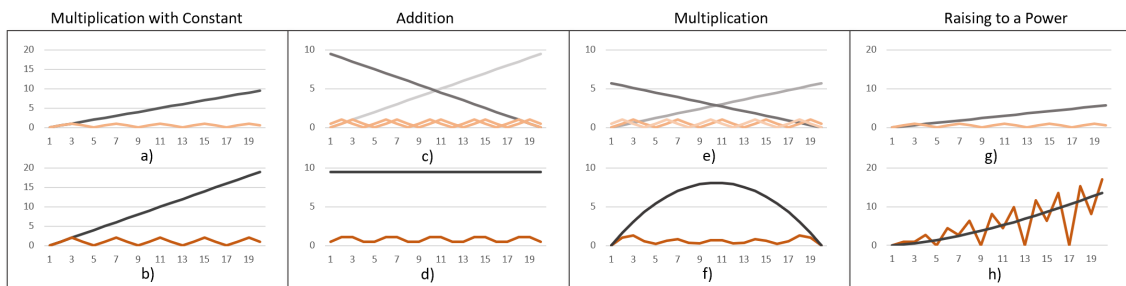 Multiplication with Constant Addition Multiplication Raising to a Power
20 10 10 20
15 15
10 5 5 10
5 5
0 0 0 0
1 3 5 7 9 11 13 15 17 19 1 3 5 7 9 11 13 15 17 19 1 3 5 7 9 11 13 15 17 19 1 3 5 7 9 11 13 15 17 19
a) c) e) g)
20 10 10 20
15 15
10 5 5 10
5 5
0 0 0 0
1 3 5 7 9 11 13 15 17 19 1 3 5 7 9 11 13 15 17 19 1 3 5 7 9 11 13 15 17 19 1 3 5 7 9 11 13 15 17 19
b) d) f) h)